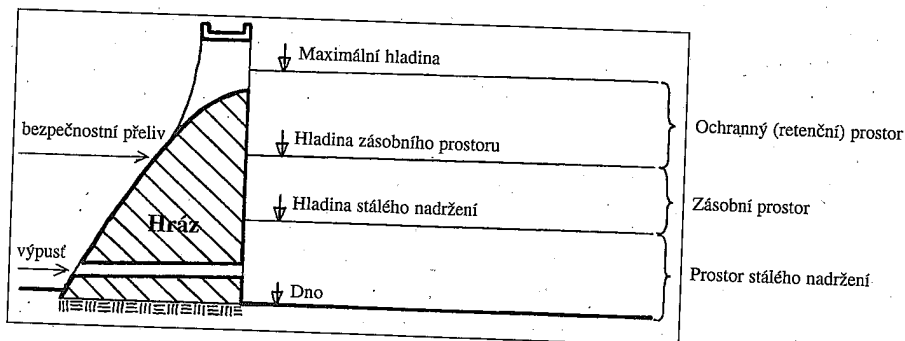 Maximální hladina
Ochranný (retenční) prostor
bezpečnostní přeliv
Hladina zásobního prostoru
Hladina stálého nadržení
Zásobní prostor
Hráz
výpusť
Prostor stálého nadržení
Dno